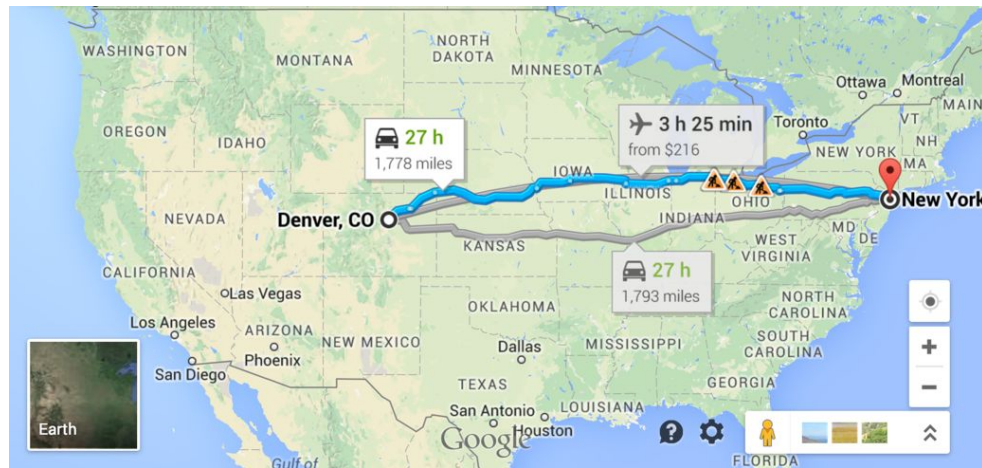 WASHINGTON
NORTH
DAKOTA
MONTANA
MINNESOTA
Ottawa
Montreal
MAIN
VT
Toronto
NH
OREGON
IDAHO
27 h
1,778 miles
3 h 25 min
from $216
NEW YORK
MA
IOWA
ILLINOIS
OHIO
New York
Denver, CO
NEVADA
INDIANA
MD
DE
KANSAS
WEST
VIRGINIA
27 h
1,793 miles
CALIFORNIA
Las Vegas
OKLAHOMA
NORTH
CAROLINA
Los Angeles
ARIZONA
NEW MEXICO
Dallas
MISSISSIPPI
SOUTH
CAROLINA
Phoenix
San Diego
TEXAS
GEORGIA
San Antonio
LOUISIANA
Houston
Google
Earth
FLORIDA
Gulf of